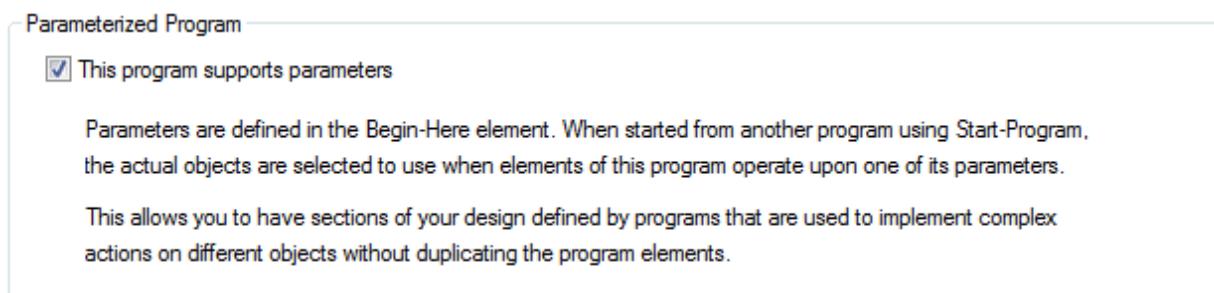 Parameterized Program
This program supports parameters
Parameters are defined in the Begin-Here element. When started from another program using Start-Program,
the actual objects are selected to use when elements of this program operate upon one of its parameters.
This allows you to have sections of your design defined by programs that are used to implement complex
actions on different objects without duplicating the program elements.